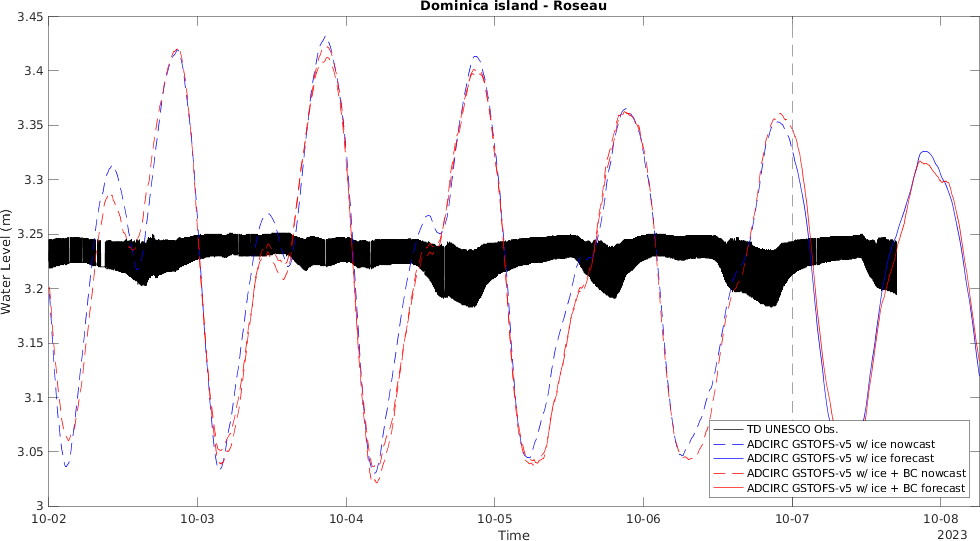 Dominica island - Roseau
3.45
3.4
3.35
3.3
3.25
3.2
3.15
3.1
3.05
3
Water Level (m)
TD UNESCO Obs.
ADCIRC GSTOFS-v5 w/ ice nowcast
ADCIRC GSTOFS-v5 w/ ice forecast
ADCIRC GSTOFS-v5 w/ ice + BC nowcast
ADCIRC GSTOFS-v5 w/ ice + BC forecast
10-02 10-03 10-04 10-05 10-06 10-07 10-08
Time
2023